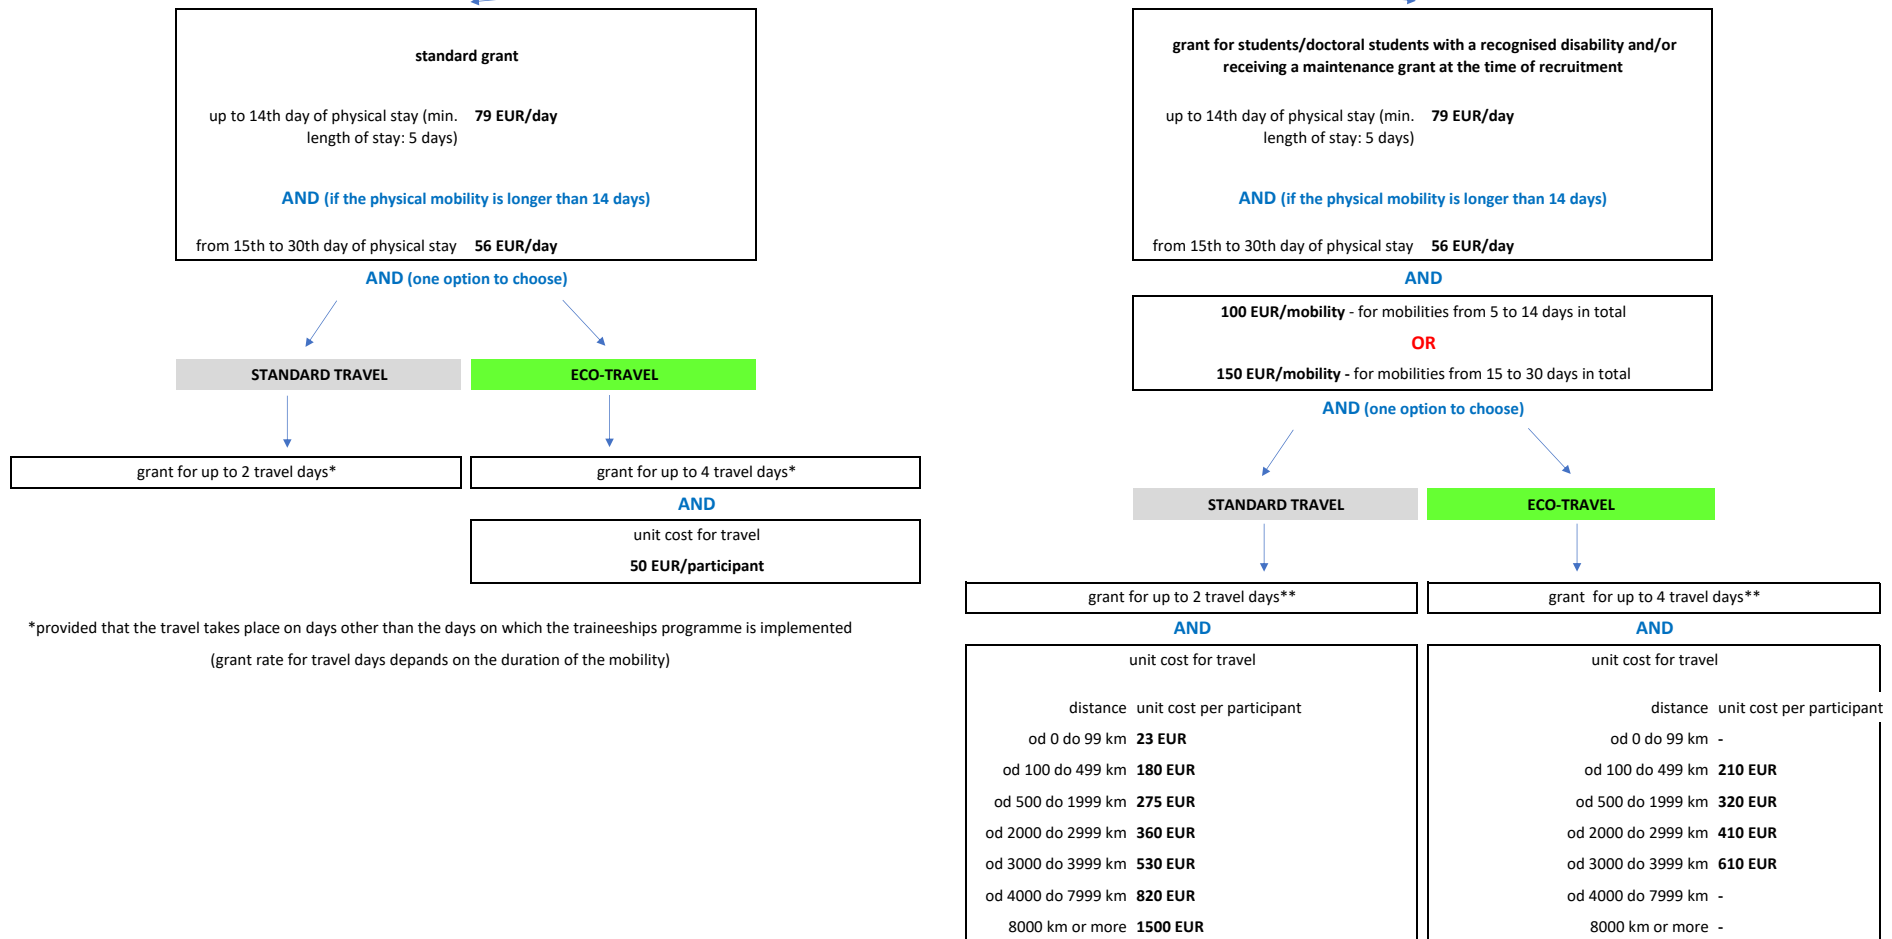 standard grant
up to 14th day of physical stay (min. 79 EUR/day
length of stay: 5 days)
AND (if the physical mobility is longer than 14 days)
from 15th to 30th day of physical stay 56 EUR/day
AND (one option to choose)
STANDARD TRAVEL
ECO-TRAVEL
grant for up to 2 travel days*
grant for up to 4 travel days*
AND
unit cost for travel
50 EUR/participant
*provided that the travel takes place on days other than the days on which the traineeships programme is implemented
(grant rate for travel days depends on the duration of the mobility)
grant for students/doctoral students with a recognised disability and/or
receiving a maintenance grant at the time of recruitment
up to 14th day of physical stay (min. 79 EUR/day
length of stay: 5 days)
AND (if the physical mobility is longer than 14 days)
from 15th to 30th day of physical stay 56 EUR/day
AND
100 EUR/mobility - for mobilities from 5 to 14 days in total
OR
150 EUR/mobility - for mobilities from 15 to 30 days in total
AND (one option to choose)
STANDARD TRAVEL
ECO-TRAVEL
grant for up to 2 travel days**
AND
unit cost for travel
distance unit cost per participant
od 0 do 99 km 23 EUR
od 100 do 499 km 180 EUR
od 500 do 1999 km 275 EUR
od 2000 do 2999 km 360 EUR
od 3000 do 3999 km 530 EUR
od 4000 do 7999 km 820 EUR
8000 km or more 1500 EUR
grant for up to 4 travel days**
AND
unit cost for travel
distance unit cost per participant
od 0 do 99 km -
od 100 do 499 km 210 EUR
od 500 do 1999 km 320 EUR
od 2000 do 2999 km 410 EUR
od 3000 do 3999 km 610 EUR
od 4000 do 7999 km -
8000 km or more -